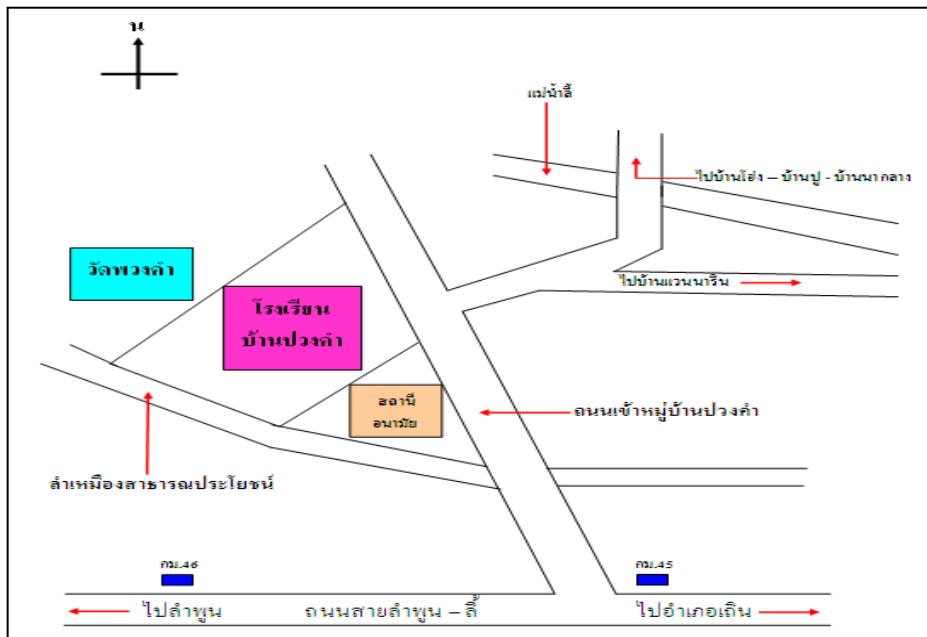 น
แม่น้ำลี้
ไปบ้านโฮ่ง – บ้านปู - บ้านนากลาง
วัดพวงคำ
ไปบ้านแวนนาริน
โรงเรียน
บ้านปวงคำ
สถานี
อนามัย
ถนนเข้าหมู่บ้านปวงคำ
ลำเหมืองสาธารณประโยชน์
กม.46
กม.45
ไปลำพูน
ถนนสายลำพูน – ลี้
ไปอำเภอเถิน